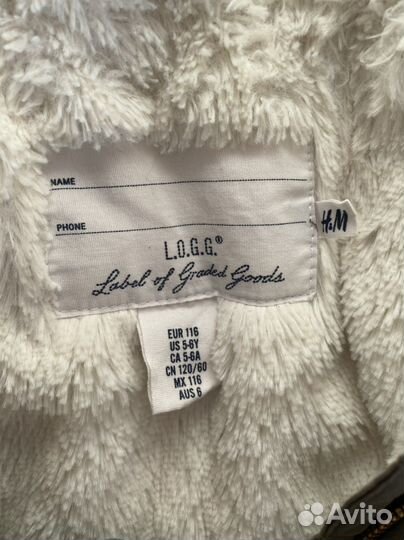 NAME
PHONE
H&M
L.O.G.G.®
Label of Graded Goods
EUR 116
US 5-6Y
CA 5-6A
CN 120/60
MX 116
AUS 6
Avito